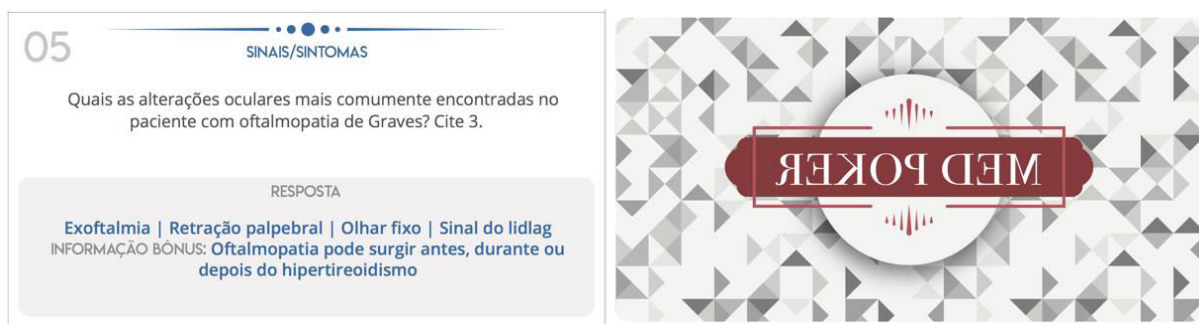 05
SINAIS/SINTOMAS
Quais as alterações oculares mais comumente encontradas no
paciente com oftalmopatia de Graves? Cite 3.
RESPOSTA
Exoftalmia | Retração palpebral | Olhar fixo | Sinal do lidlag
INFORMAÇÃO BÔNUS: Oftalmopatia pode surgir antes, durante ou
depois do hipertireoidismo
MED POKER